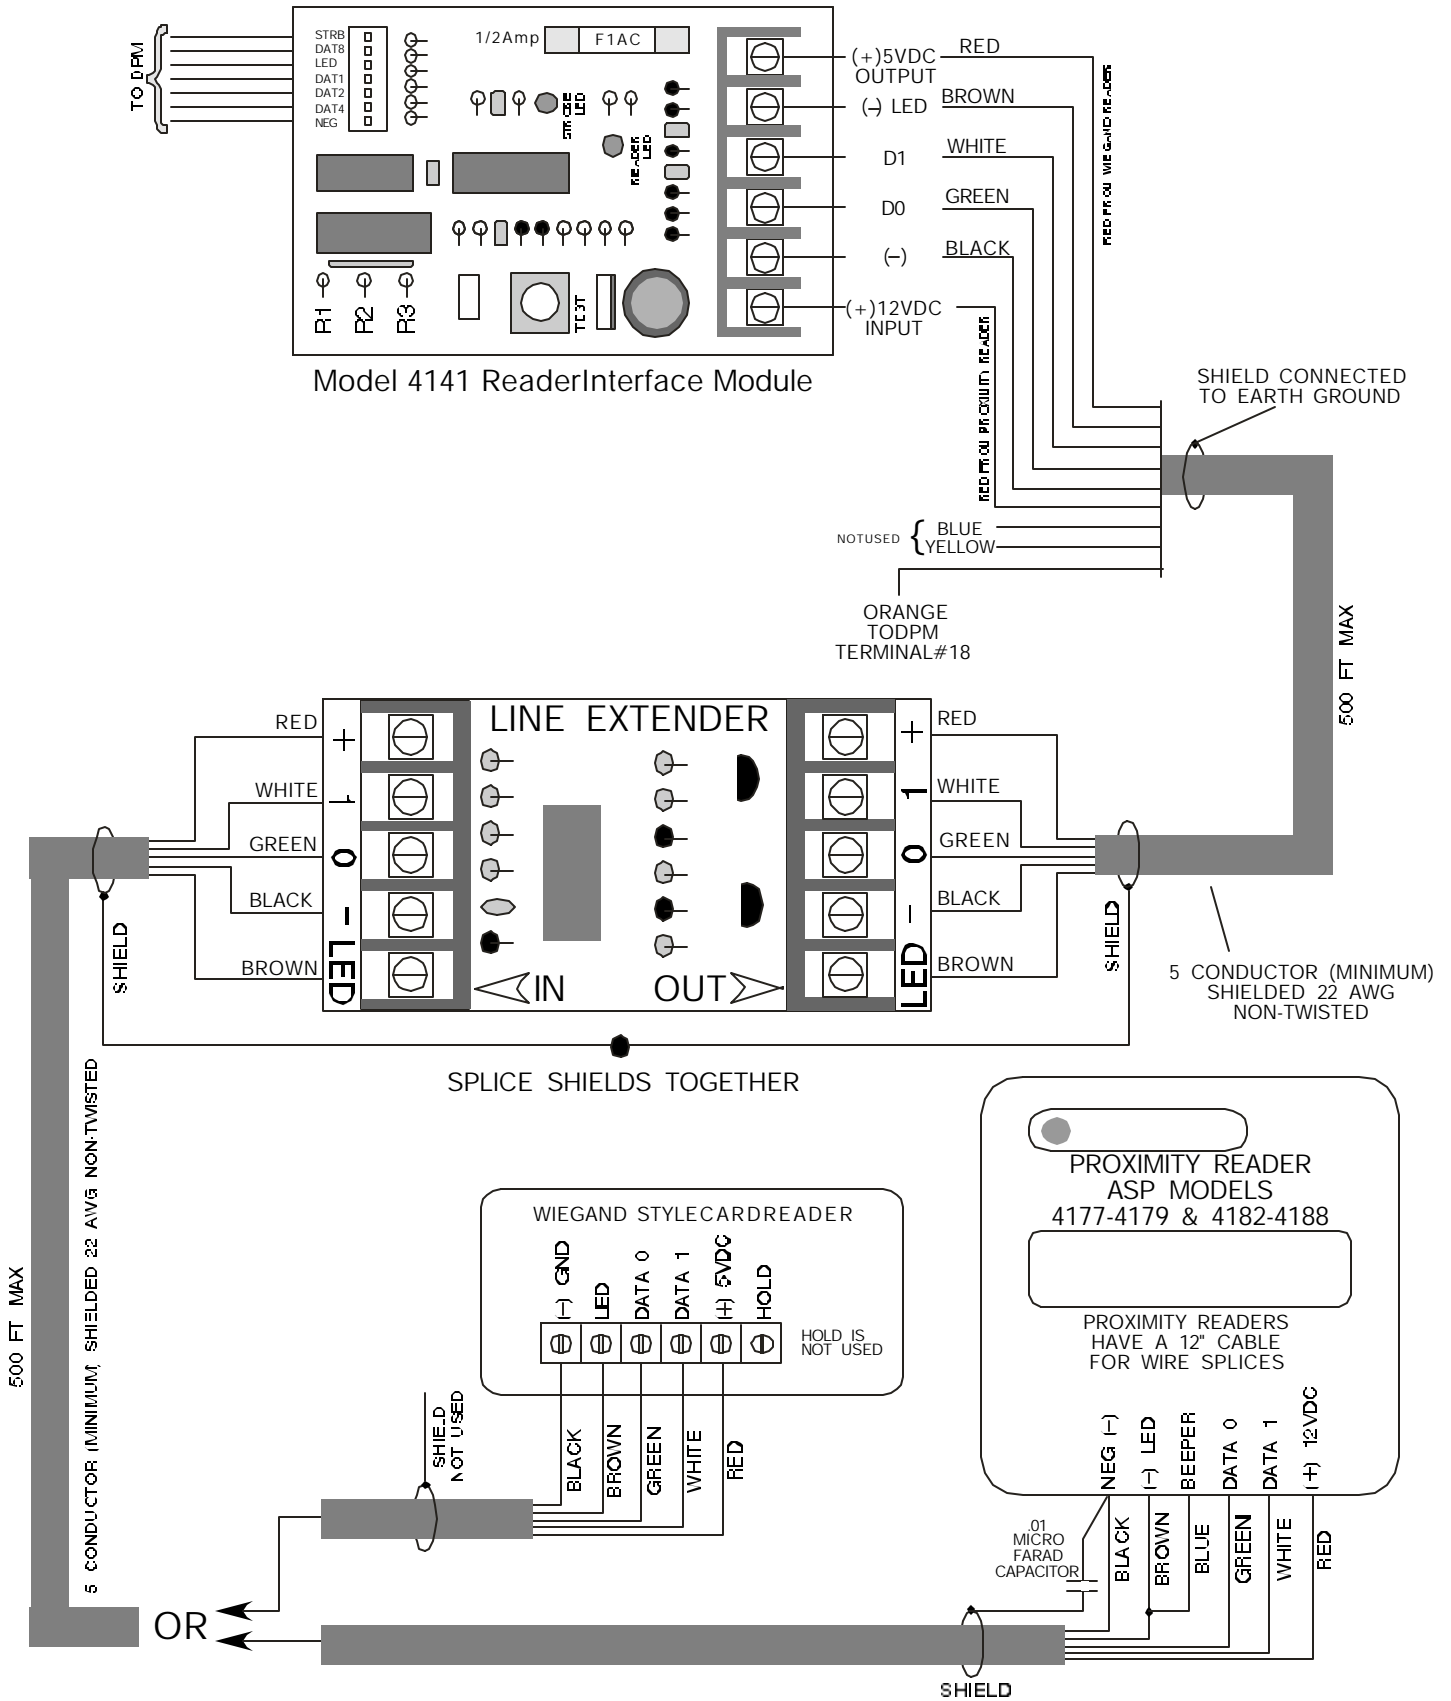 TO DPM
STRB
DAT8
LED
DAT1
DAT2
DAT4
NEG
1/2Amp
F1AC
STROBE
LED
READER
LED
R1
R2
R3
TEST
(+)5VDC
OUTPUT
(-) LED
D1
D0
(-)
(+)12VDC
INPUT
RED
BROWN
WHITE
GREEN
BLACK
RED FROM WIEGAND READER
RED FROM PROXIMITY READER
Model 4141 ReaderInterface Module
SHIELD CONNECTED
TO EARTH GROUND
NOTUSED { BLUE
YELLOW
ORANGE
TODPM
TERMINAL#18
500 FT MAX
LINE EXTENDER
RED
WHITE
GREEN
BLACK
BROWN
+
1
0
-
LED
IN
OUT
+
1
0
-
LED
RED
WHITE
GREEN
BLACK
BROWN
SHIELD
SHIELD
5 CONDUCTOR (MINIMUM)
SHIELDED 22 AWG
NON-TWISTED
SPLICE SHIELDS TOGETHER
500 FT MAX
5 CONDUCTOR (MINIMUM) SHIELDED 22 AWG NON-TWISTED
WIEGAND STYLECARDREADER
(-) GND
LED
DATA 0
DATA 1
(+) 5VDC
HOLD
HOLD IS
NOT USED
SHIELD
NOT USED
BLACK
BROWN
GREEN
WHITE
RED
PROXIMITY READER
ASP MODELS
4177-4179 & 4182-4188
PROXIMITY READERS
HAVE A 12" CABLE
FOR WIRE SPLICES
NEG (-)
(-) LED
BEEPER
DATA 0
DATA 1
(+) 12VDC
.01
MICRO
FARAD
CAPACITOR
BLACK
BROWN
BLUE
GREEN
WHITE
RED
OR
SHIELD